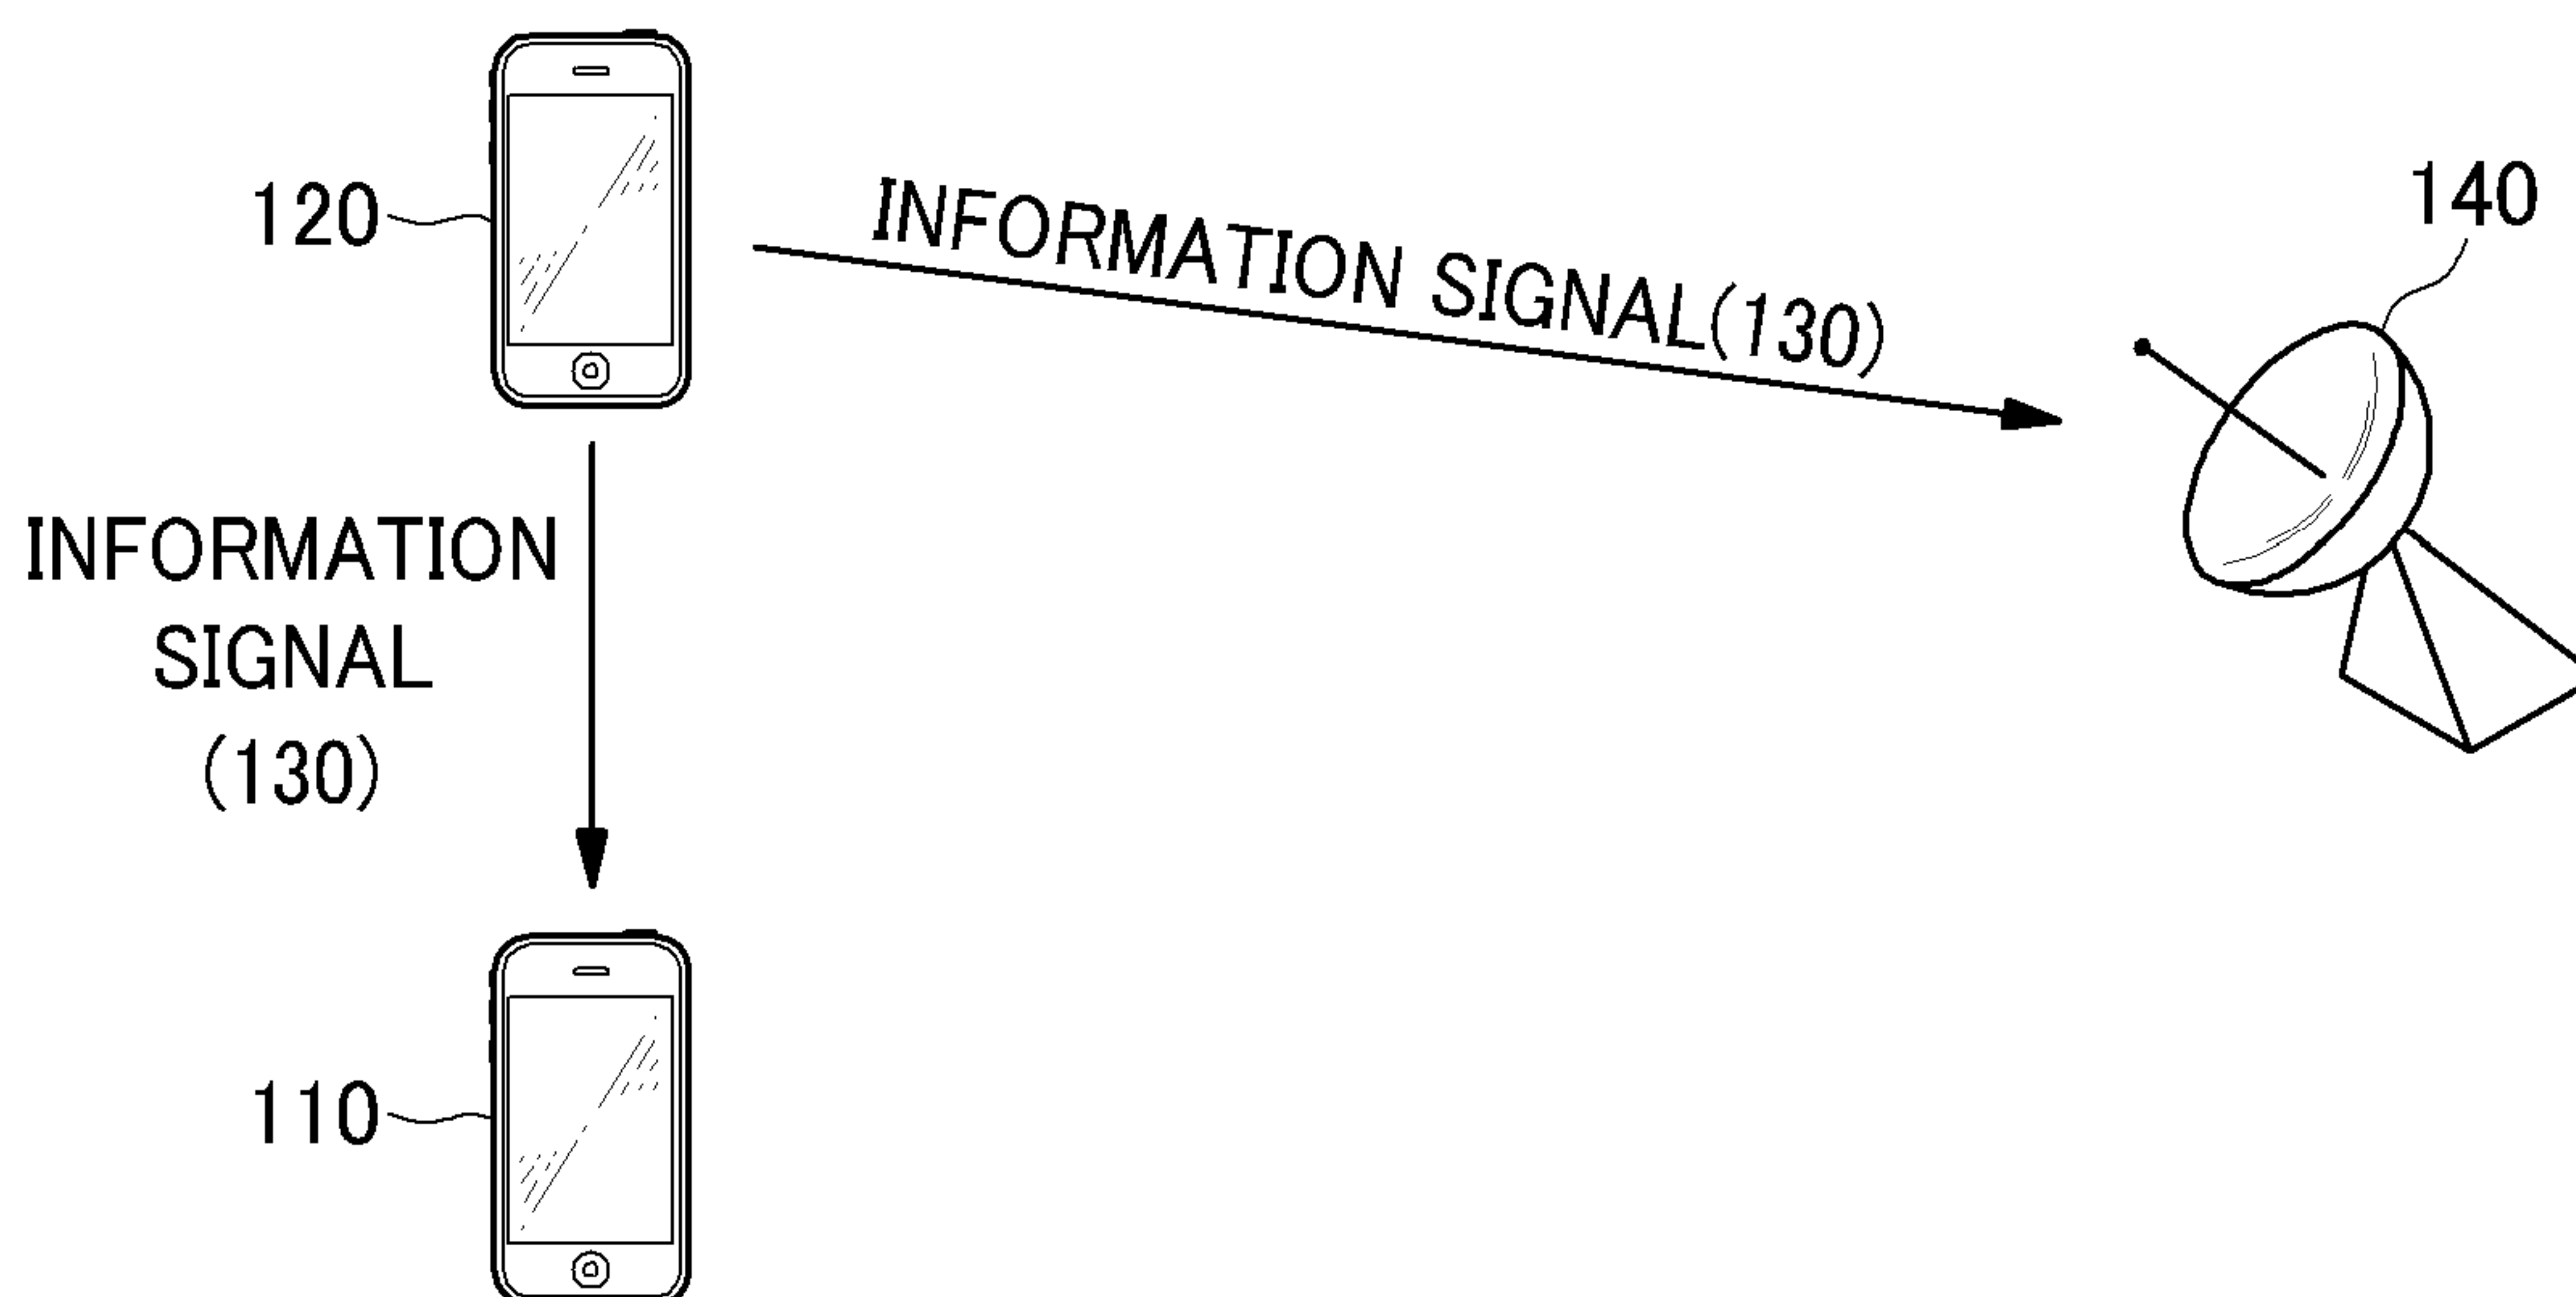 120
INFORMATION SIGNAL(130)
140
INFORMATION
SIGNAL
(130)
110